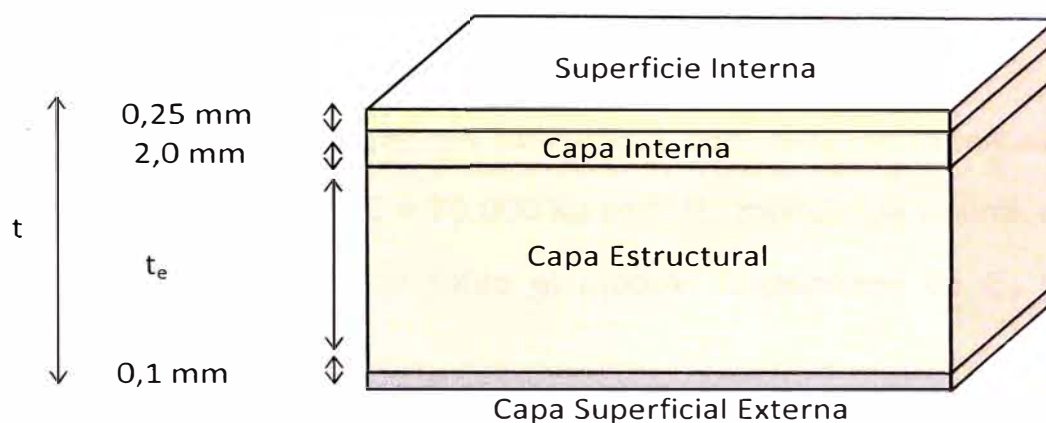 Superficie Interna
0,25 mm
2,0 mm
Capa Interna
t
t_e
Capa Estructural
0,1 mm
Capa Superficial Externa